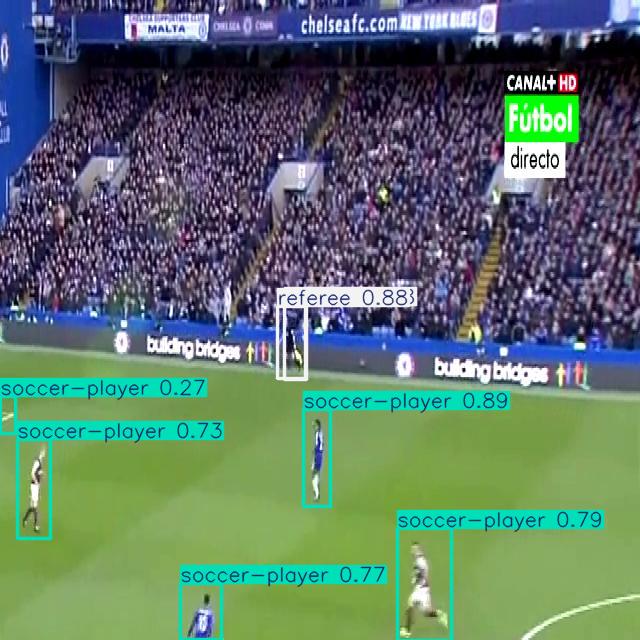 CHELSEA SUPPORTERS CLUB
MALTA
CHELSEA
chelseafc.com
NEW YORK BLUES
CANAL+ HD
Fútbol
directo
referee 0.88
building bridges
building bridges
soccer-player 0.27
soccer-player 0.89
soccer-player 0.73
soccer-player 0.79
soccer-player 0.77